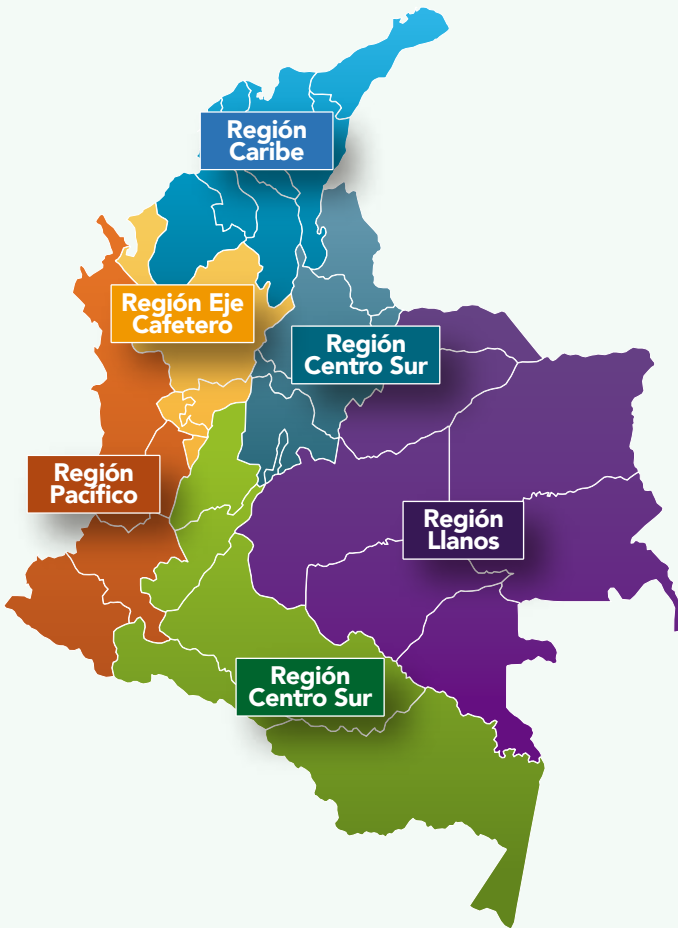 Región
Caribe
Región Eje
Cafetero
Región
Centro Sur
Región
Pacífico
Región
Llanos
Región
Centro Sur